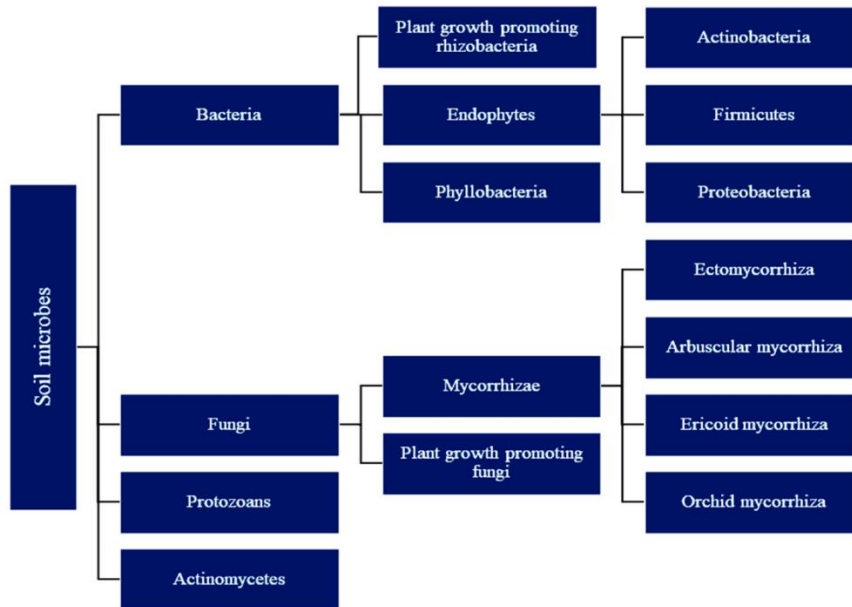 Soil microbes
Bacteria
Plant growth promoting
rhizobacteria
Endophytes
Phyllobacteria
Actinobacteria
Firmicutes
Proteobacteria
Fungi
Mycorrhizae
Plant growth promoting
fungi
Ectomycorrhiza
Arbuscular mycorrhiza
Ericoid mycorrhiza
Orchid mycorrhiza
Protozoans
Actinomycetes